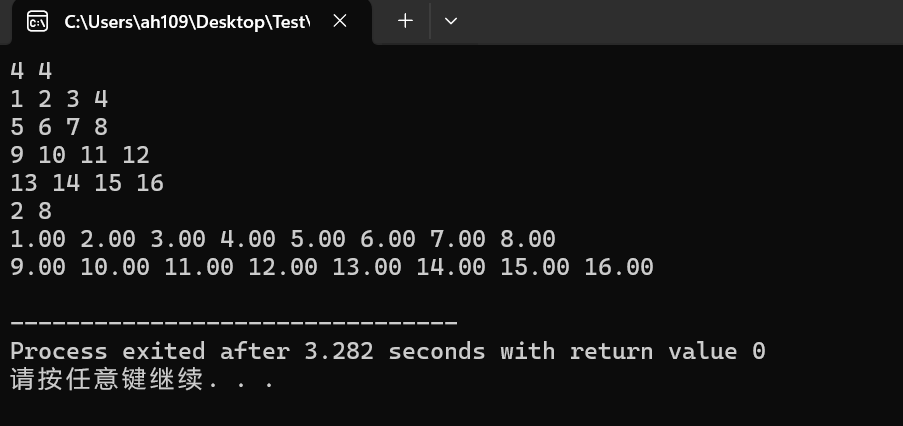 C:\Users\ah109\Desktop\Test\
4 4
1 2 3 4
5 6 7 8
9 10 11 12
13 14 15 16
2 8
1.00 2.00 3.00 4.00 5.00 6.00 7.00 8.00
9.00 10.00 11.00 12.00 13.00 14.00 15.00 16.00
--------------------------------
Process exited after 3.282 seconds with return value 0
请按任意键继续. . .